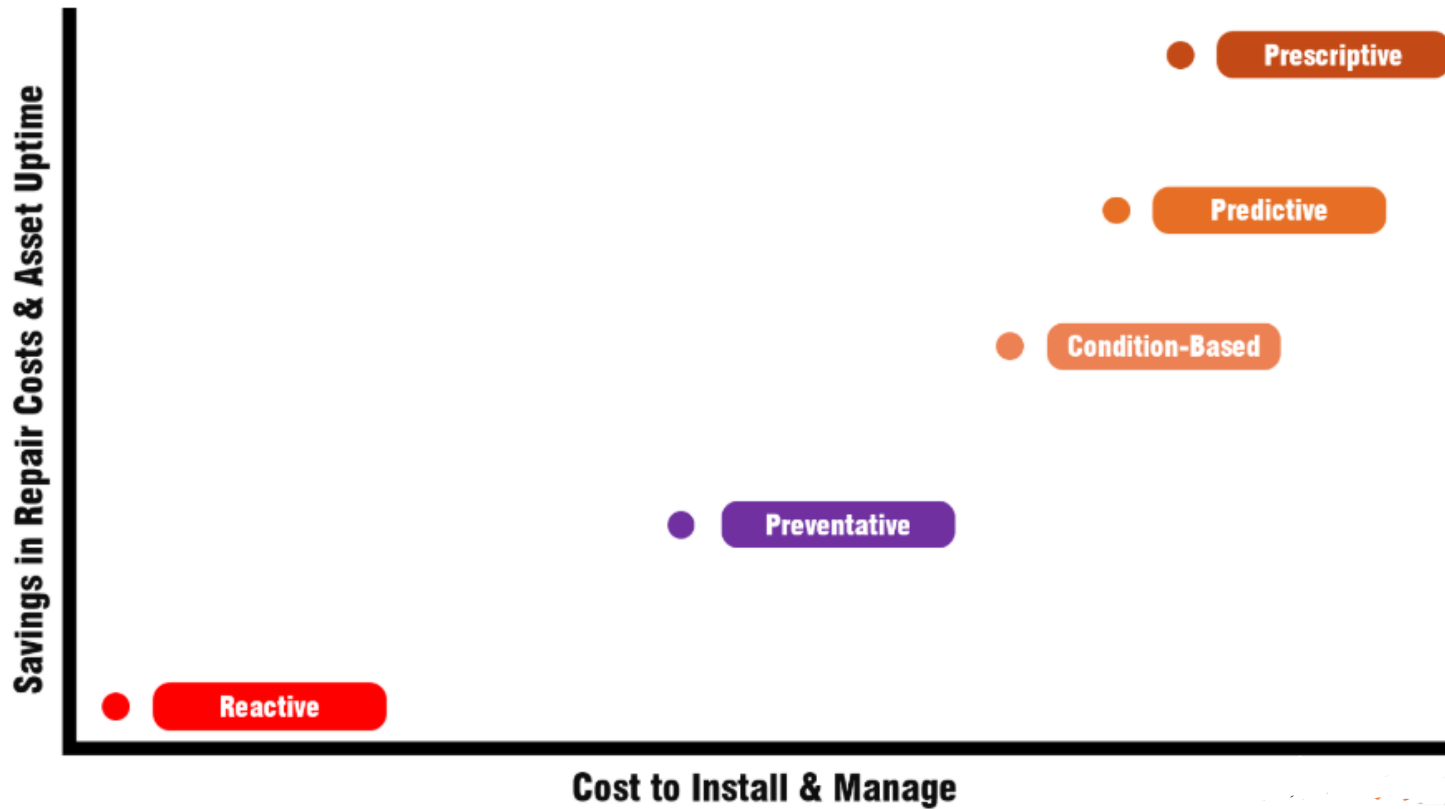 Savings in Repair Costs & Asset Uptime
Prescriptive
Predictive
Condition-Based
Preventative
Reactive
Cost to Install & Manage